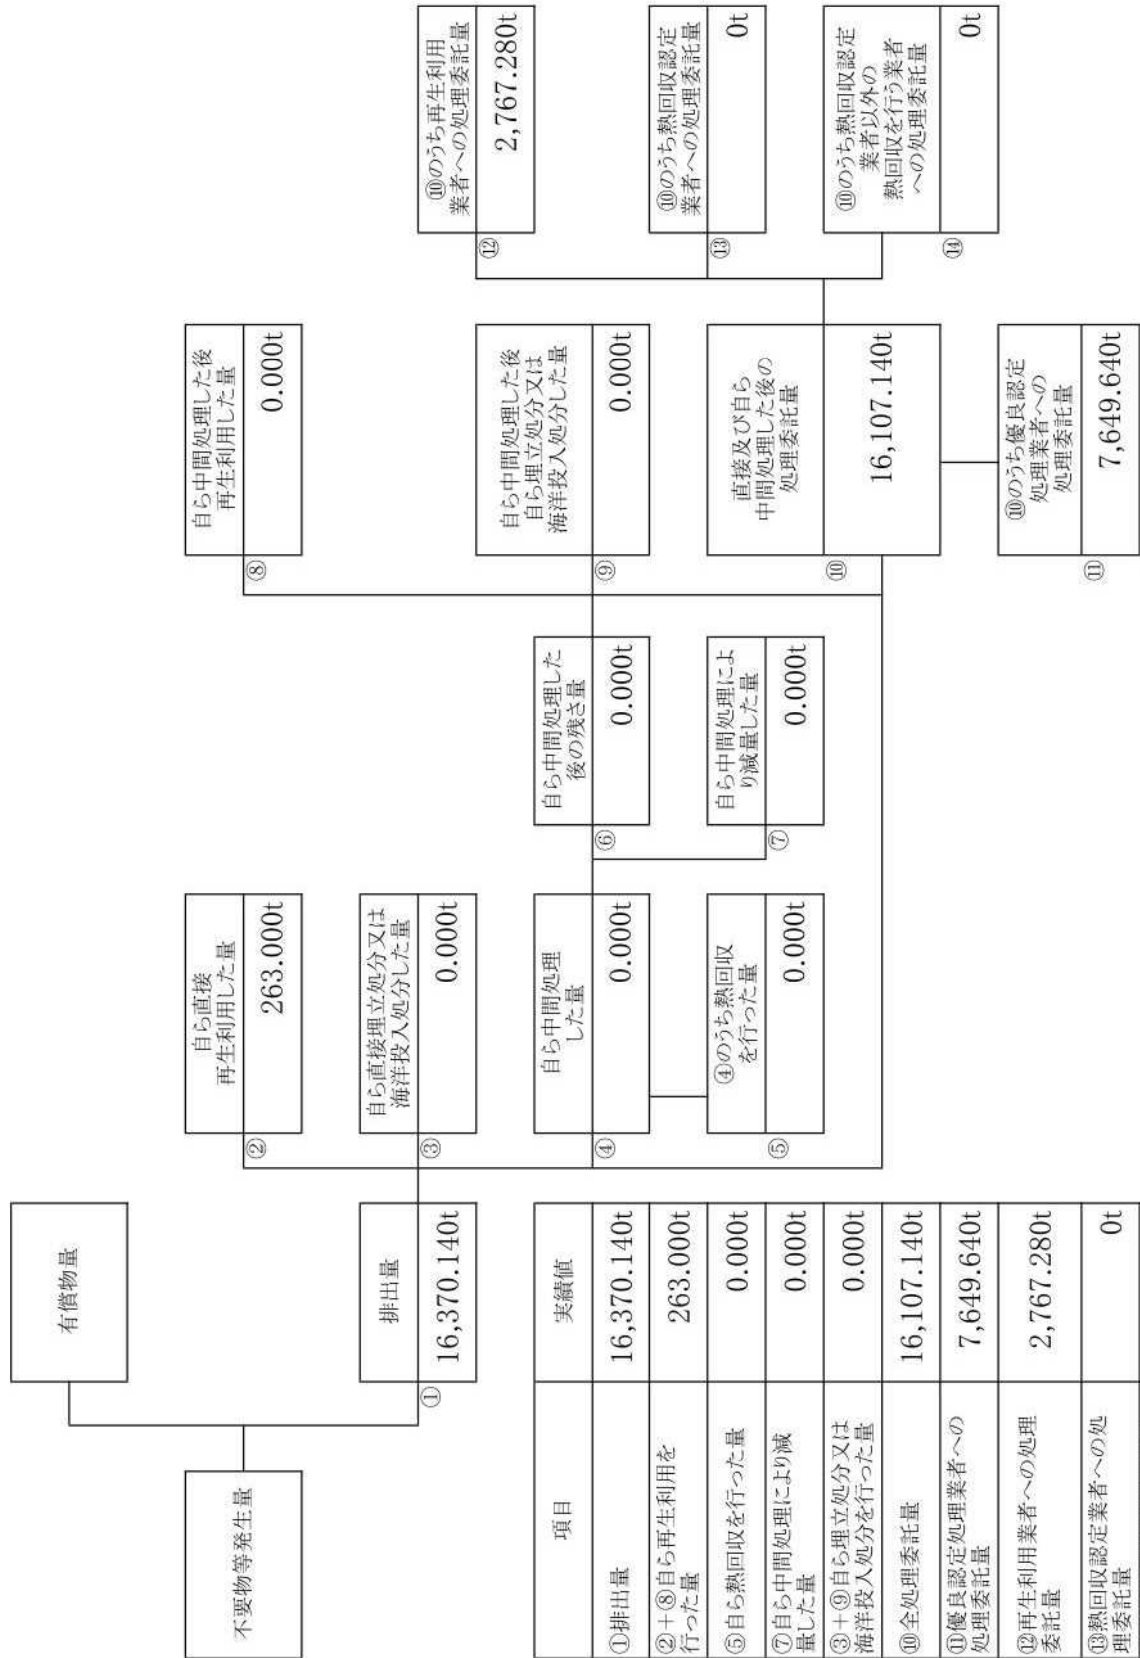 有償物量
不要物等発生量
排出量
①
16,370.140t
自ら直接
再生利用した量
②
263.000t
自ら直接埋立処分又は
海洋投入処分した量
③
0.000t
自ら中間処理
した量
④
0.000t
④のうち熱回収
を行った量
⑤
0.000t
自ら中間処理した
後の残さ量
⑥
0.000t
自ら中間処理によ
り減量した量
⑦
0.000t
自ら中間処理した後
再生利用した量
⑧
0.000t
自ら中間処理した後
自ら埋立処分又は
海洋投入処分した量
⑨
0.000t
直接及び自ら
中間処理した後の
処理委託量
⑩
16,107.140t
⑩のうち優良認定
処理業者への
処理委託量
⑪
7,649.640t
⑩のうち再生利用
業者への処理委託量
⑫
2,767.280t
⑩のうち熱回収認定
業者への処理委託量
⑬
0t
⑩のうち熱回収認定
業者以外の
熱回収を行う業者
への処理委託量
⑭
0t
項目
実績値
①排出量
16,370.140t
②+⑧自ら再生利用を
行った量
263.000t
⑤自ら熱回収を行った量
0.000t
⑦自ら中間処理により減
量した量
0.000t
③+⑨自ら埋立処分又は
海洋投入処分を行った量
0.000t
⑩全処理委託量
16,107.140t
⑪優良認定処理業者への
処理委託量
7,649.640t
⑫再生利用業者への処理
委託量
2,767.280t
⑬熱回収認定業者への処
理委託量
0t